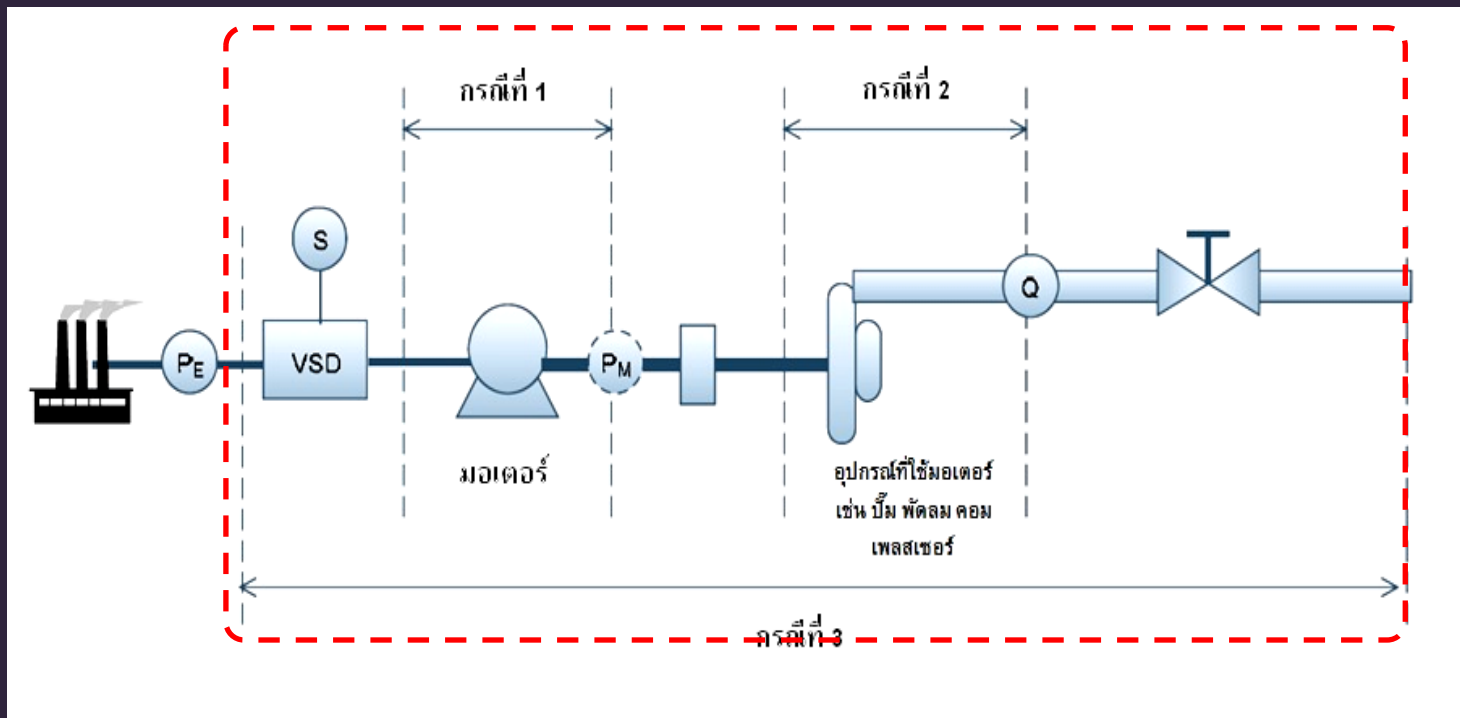 กรณีที่ 1
กรณีที่ 2
S
Q
P_E
VSD
P_M
มอเตอร์
อุปกรณ์ที่ใช้มอเตอร์
เช่น ปั๊ม พัดลม คอม
เพลสเซอร์
กรณีที่ 3